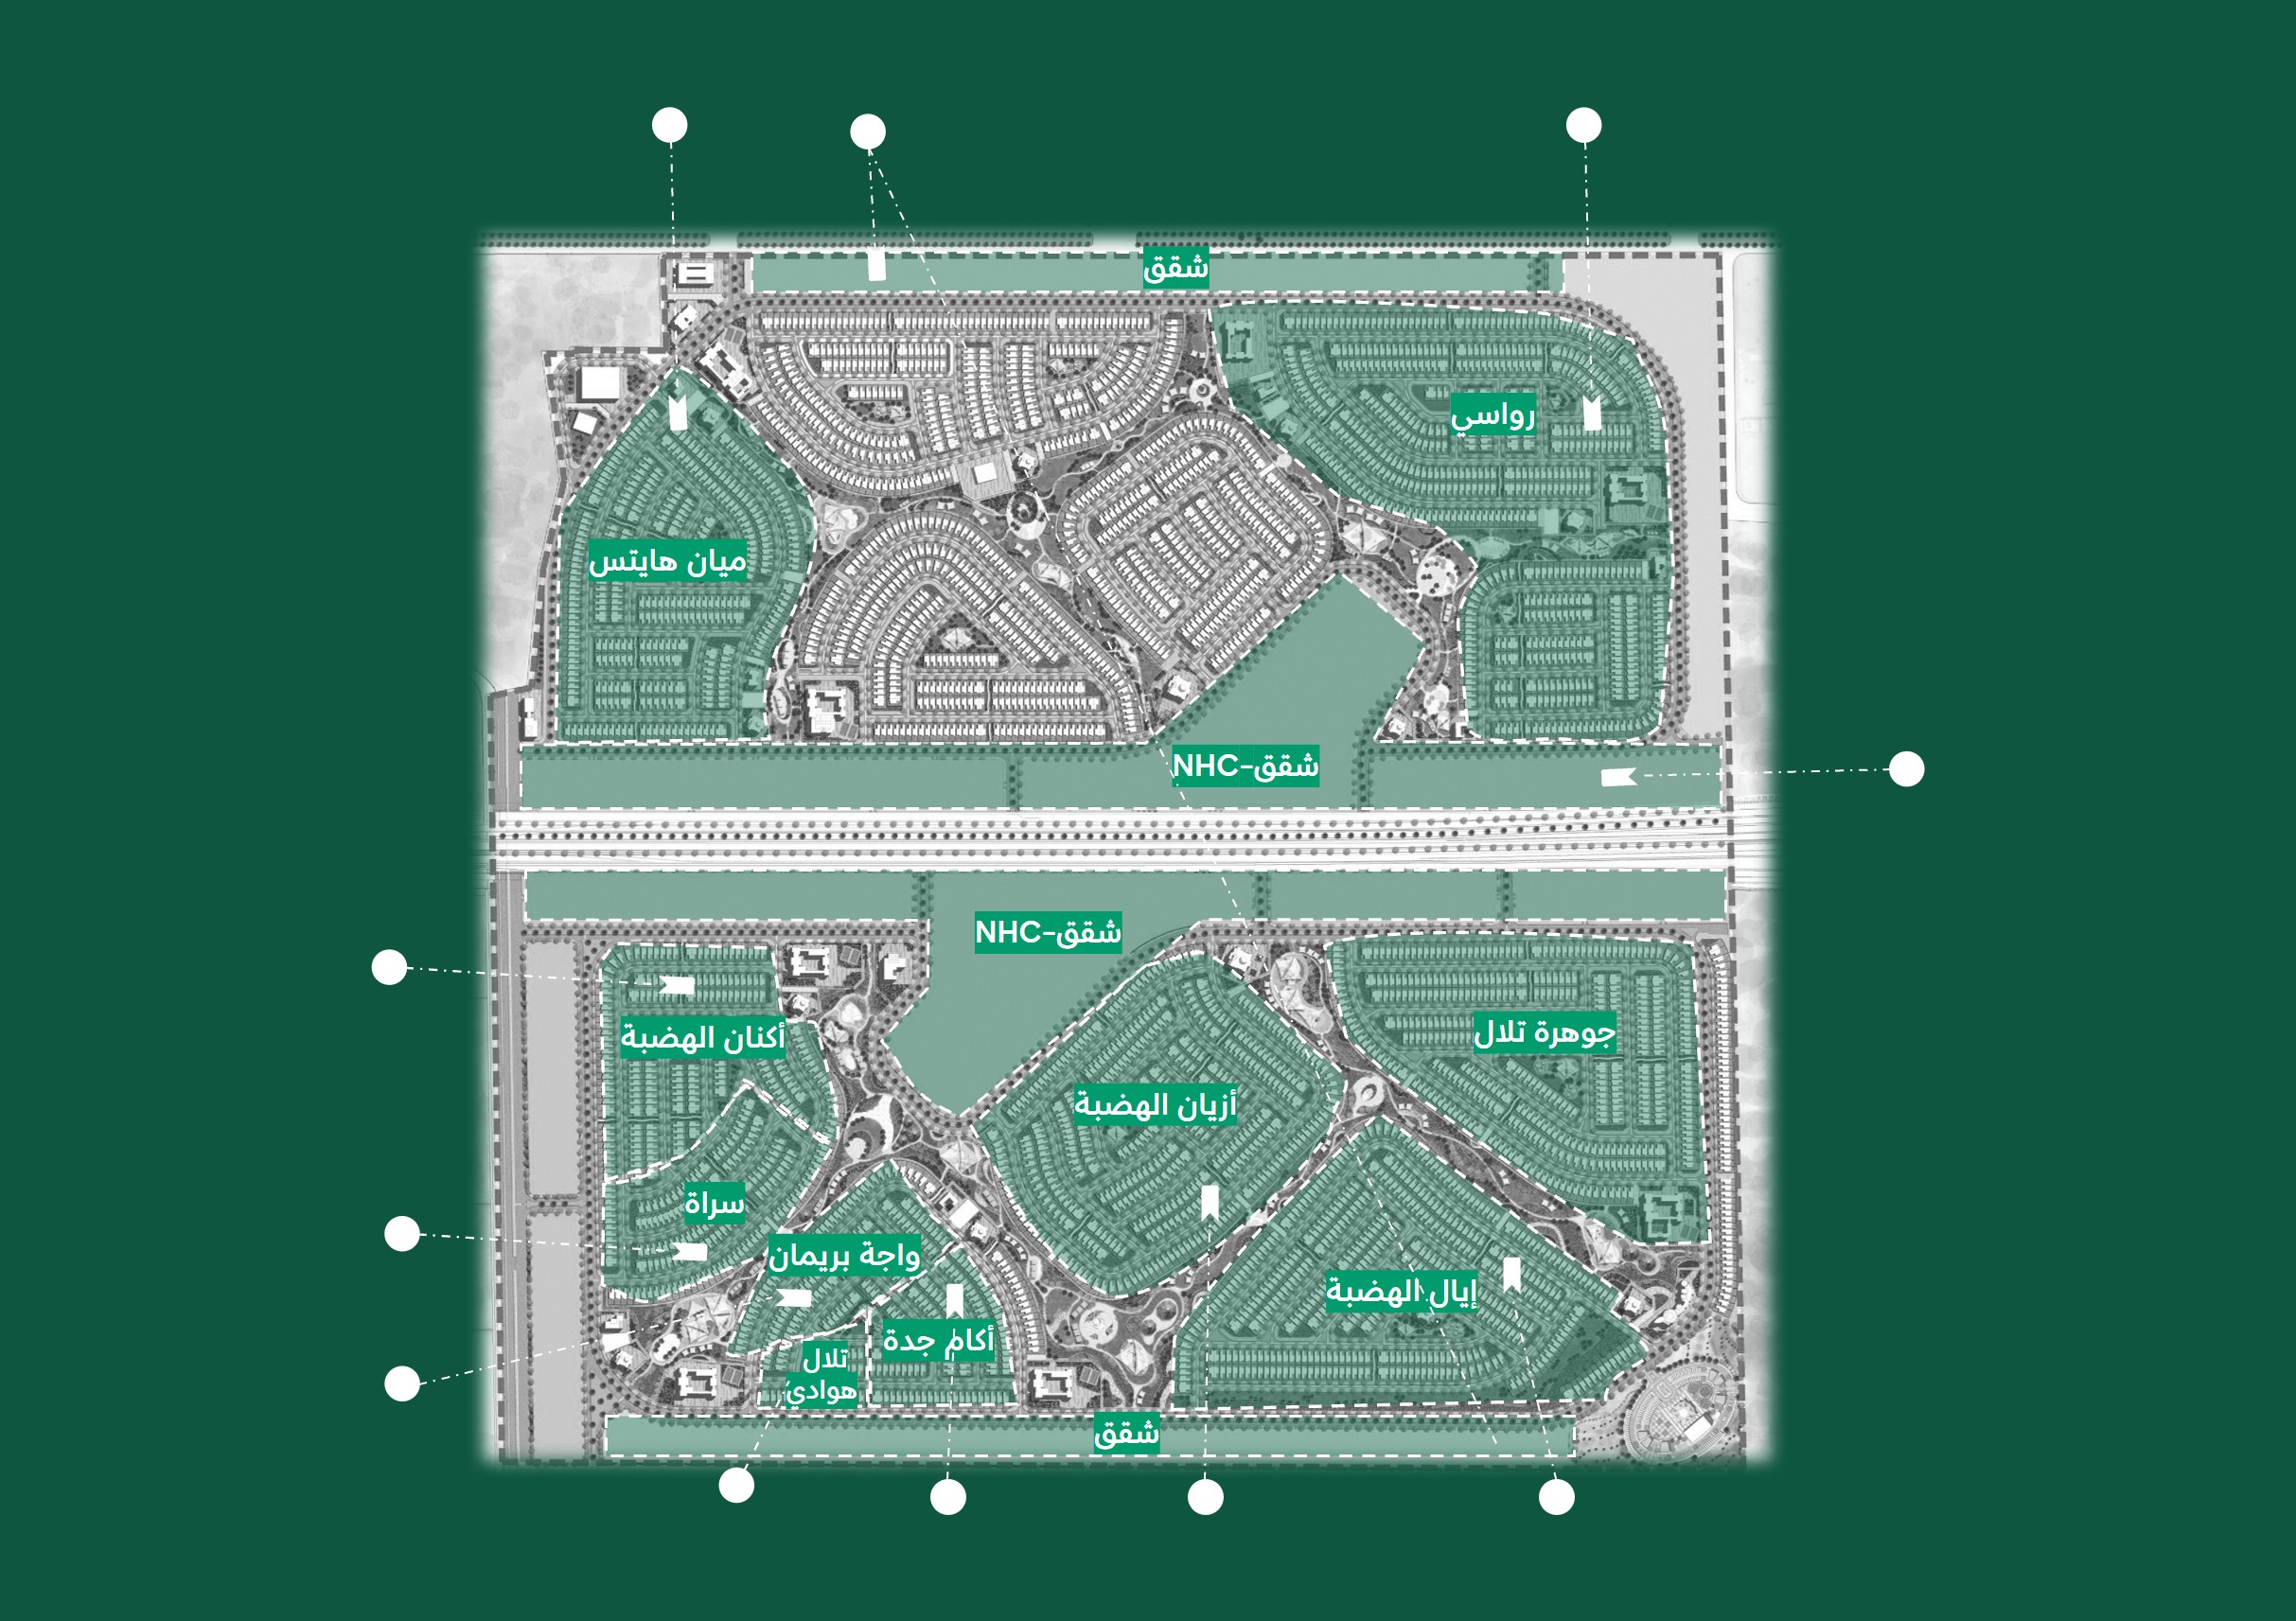 شقق
رواسي
ميان هايتس
شقق-NHC
شقق-NHC
جوهرة تلال
أكنان الهضبة
أزيان الهضبة
سراة
واجة بريمان
إيال الهضبة
أكام جدة
تلال
هوادي
شقق